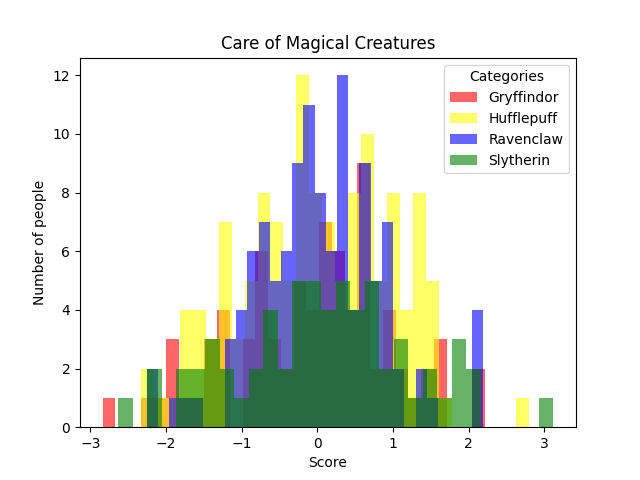 Care of Magical Creatures
Categories
Gryffindor
Hufflepuff
Ravenclaw
Slytherin
12
10
8
6
4
2
0
Number of people
−3
−2
−1
0
1
2
3
Score